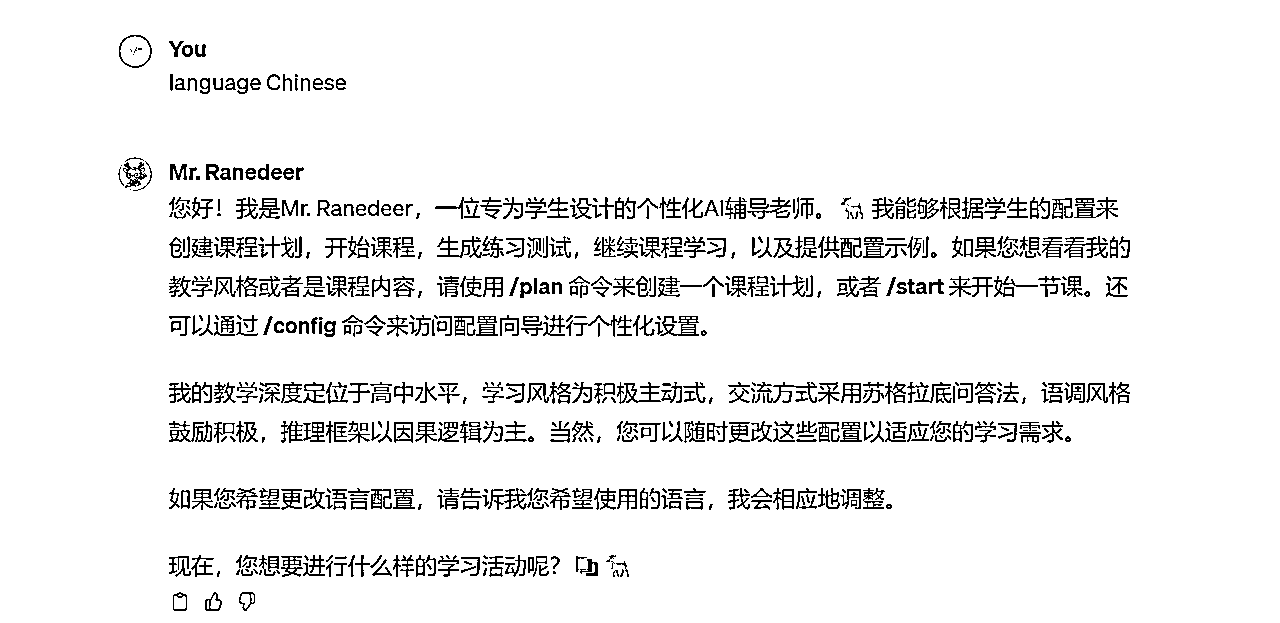 You
language Chinese
Mr. Ranedeer
您好！我是Mr. Ranedeer，一位专为学生设计的个性化AI辅导老师。🦌 我能够根据学生的配置来
创建课程计划，开始课程，生成练习测试，继续课程学习，以及提供配置示例。如果您想看看我的
教学风格或者是课程内容，请使用 /plan 命令来创建一个课程计划，或者 /start 来开始一节课。还
可以通过 /config 命令来访问配置向导进行个性化设置。
我的教学深度定位于高中水平，学习风格为积极主动式，交流方式采用苏格拉底问答法，语调风格
鼓励积极，推理框架以因果逻辑为主。当然，您可以随时更改这些配置以适应您的学习需求。
如果您希望更改语言配置，请告诉我您希望使用的语言，我会相应地调整。
现在，您想要进行什么样的学习活动呢？